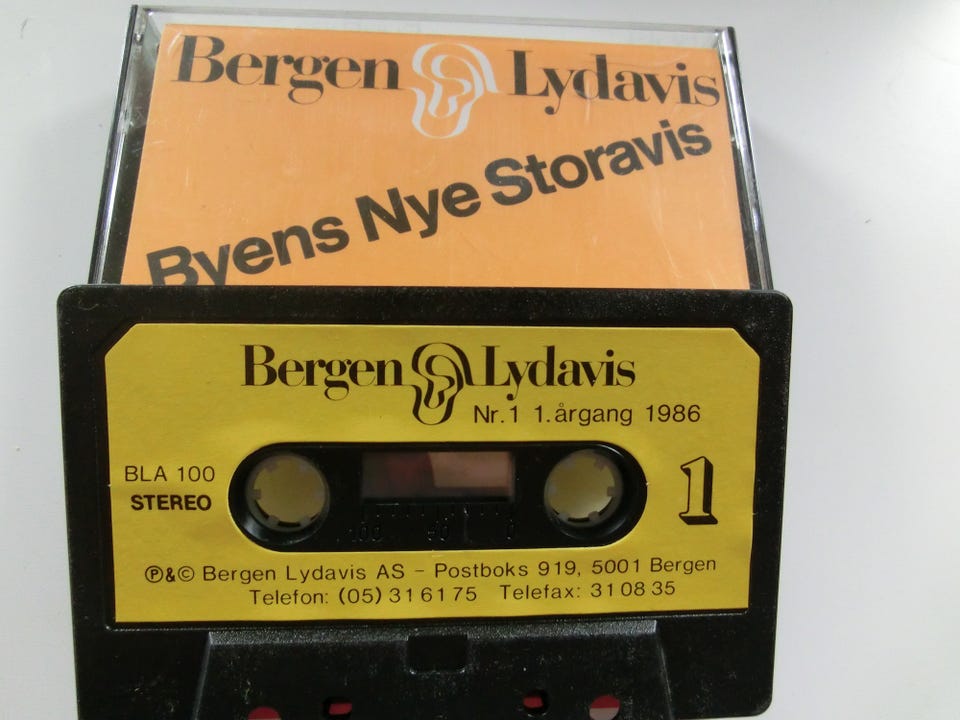 Bergen Lydavis
Byens Nye Storavis
Bergen Lydavis
Nr.1 1.årgang 1986
BLA 100
STEREO
1
℗&© Bergen Lydavis AS – Postboks 919, 5001 Bergen
Telefon: (05) 31 61 75 Telefax: 31 08 35